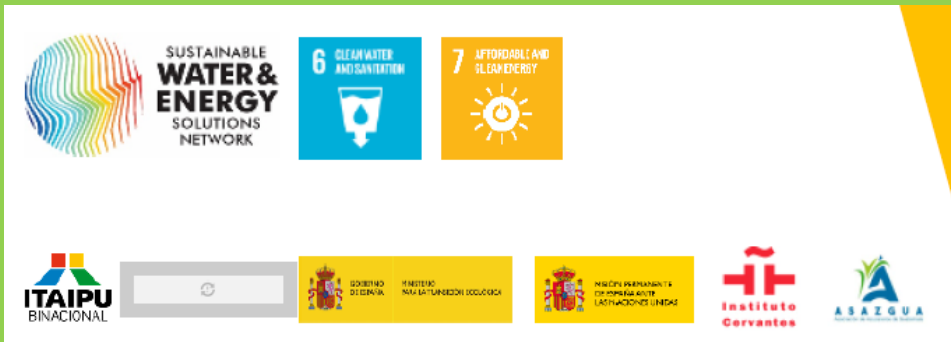 SUSTAINABLE
WATER &
ENERGY
SOLUTIONS
NETWORK
6 CLEAN WATER
AND SANITATION
7 AFFORDABLE AND
CLEAN ENERGY
ITAIPU
BINACIONAL
GOBIERNO
DE ESPAÑA
MINISTERIO
PARA LA TRANSICIÓN ECOLÓGICA
MISIÓN PERMANENTE
DE ESPAÑA ANTE
LAS NACIONES UNIDAS
Instituto
Cervantes
ASAZGUA